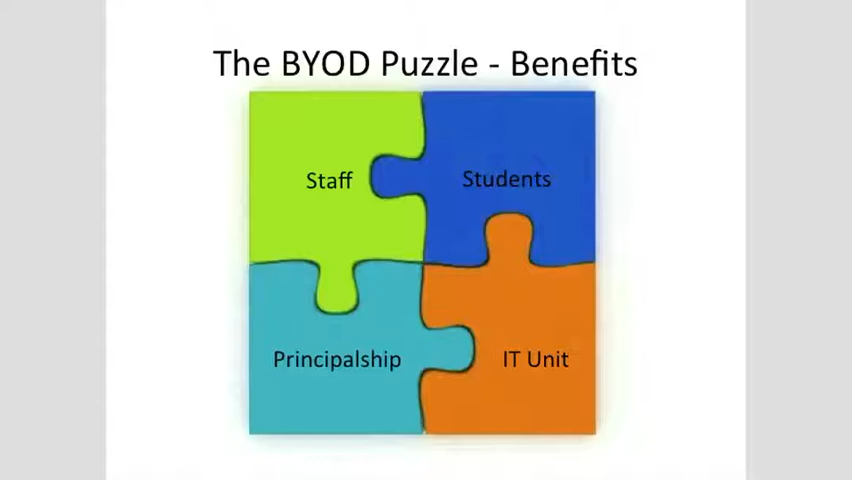 The BYOD Puzzle - Benefits
Staff
Students
Principalship
IT Unit